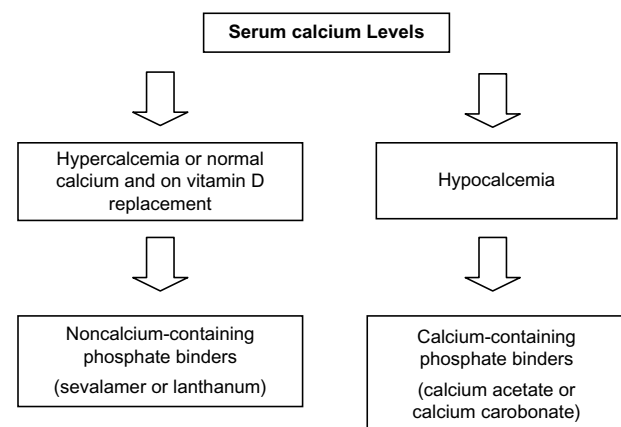 Serum calcium Levels
Hypercalcemia or normal
calcium and on vitamin D
replacement
Hypocalcemia
Noncalcium-containing
phosphate binders
(sevalamer or lanthanum)
Calcium-containing
phosphate binders
(calcium acetate or
calcium carobonate)